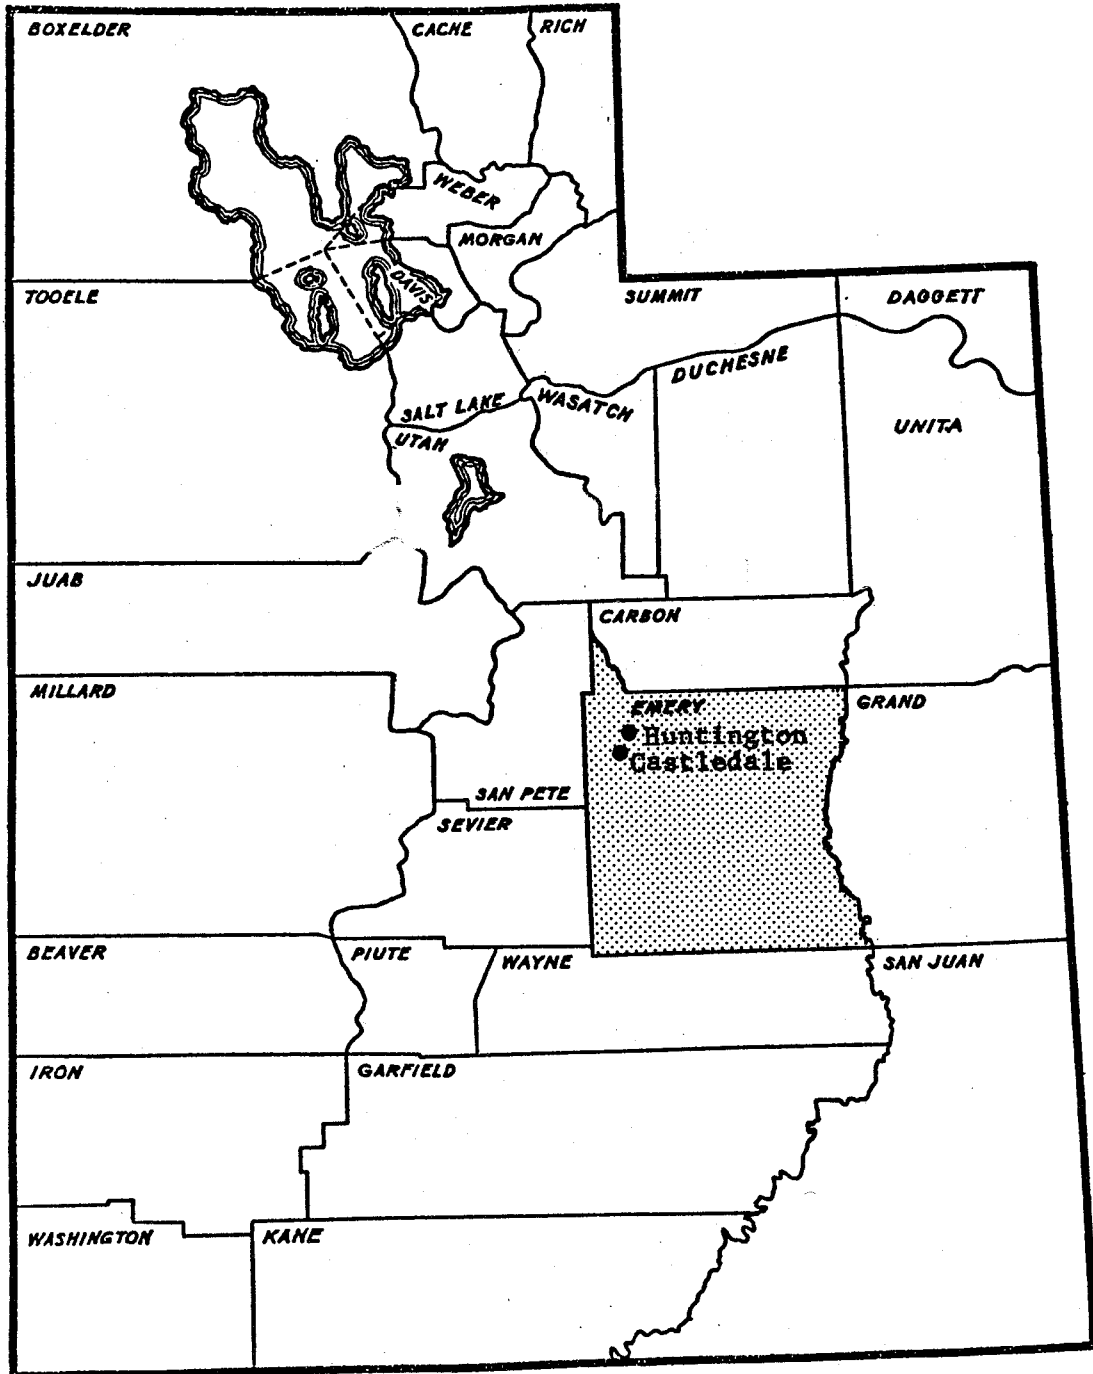 BOXELDER
CACHE
RICH
WEBER
MORGAN
DAVIS
TOOELE
SUMMIT
DAGGETT
DUCHESNE
SALT LAKE
WASATCH
UTAH
UNITA
JUAB
CARBON
MILLARD
EMERY
GRAND
Huntington
Castledale
SAN PETE
SEVIER
BEAVER
PIUTE
WAYNE
SAN JUAN
IRON
GARFIELD
WASHINGTON
KANE